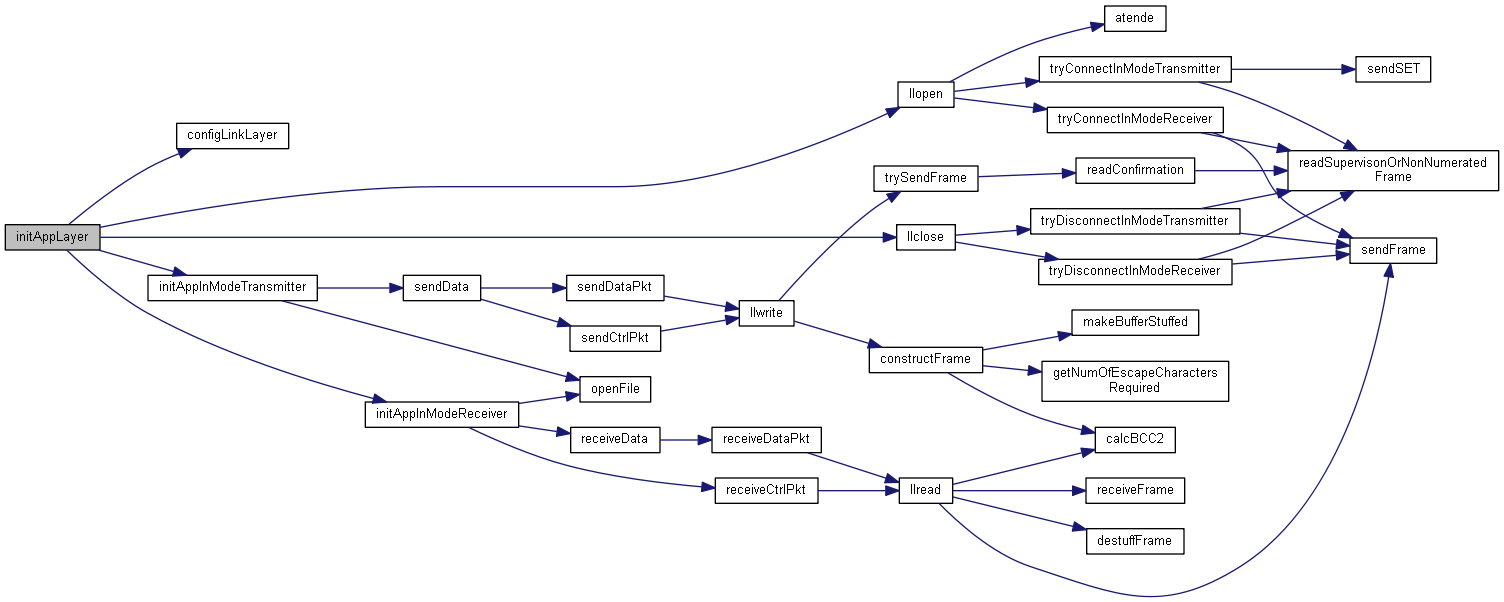 atende
tryConnectInModeTransmitter
sendSET
llopen
tryConnectInModeReceiver
configLinkLayer
readSupervisonOrNonNumerated
Frame
trySendFrame
readConfirmation
initAppLayer
llclose
tryDisconnectInModeTransmitter
sendFrame
tryDisconnectInModeReceiver
initAppInModeTransmitter
sendData
sendDataPkt
llwrite
makeBufferStuffed
sendCtrlPkt
constructFrame
getNumOfEscapeCharacters
Required
openFile
initAppInModeReceiver
receiveData
receiveDataPkt
calcBCC2
receiveCtrlPkt
llread
receiveFrame
destuffFrame